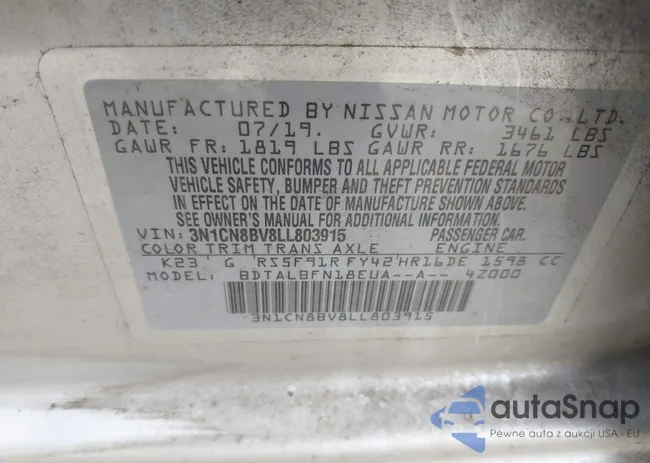 MANUFACTURED BY NISSAN MOTOR CO., LTD.
DATE: 07/19. GVWR: 3461 LBS
GAWR FR: 1819 LBS GAWR RR: 1676 LBS
THIS VEHICLE CONFORMS TO ALL APPLICABLE FEDERAL MOTOR
VEHICLE SAFETY, BUMPER AND THEFT PREVENTION STANDARDS
IN EFFECT ON THE DATE OF MANUFACTURE SHOWN ABOVE.
SEE OWNER'S MANUAL FOR ADDITIONAL INFORMATION.
VIN: 3N1CN8BV8LL803915 PASSENGER CAR.
COLOR TRIM TRANS AXLE ENGINE
K23 G RS5F91R FY42 HR16DE 1598 CC
MODEL: BDTALBFN18EUA--A-- 4Z000
3N1CN8BV8LL803915
autaSnap
Pewne auta z aukcji USA i EU